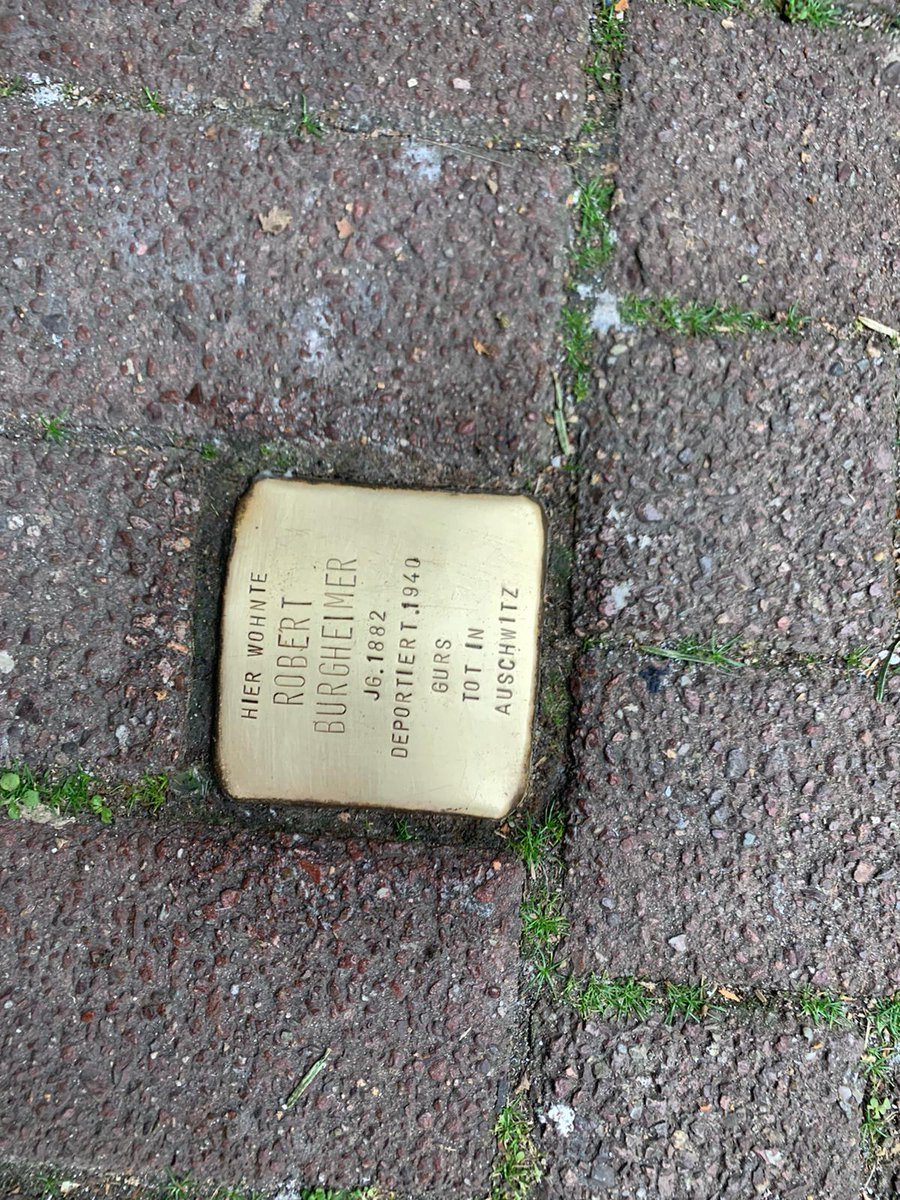 HIER WOHNTE
ROBERT
BURGHEIMER
JG. 1882
DEPORTIERT.1940
GURS
TOT IN
AUSCHWITZ